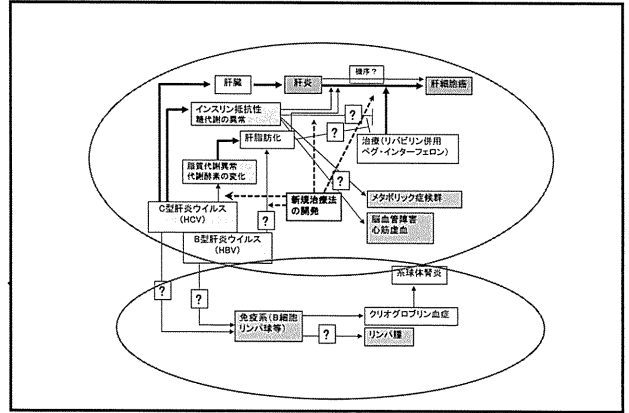 機序?
肝臓
肝炎
肝細胞癌
インスリン抵抗性
糖代謝の異常
?
肝脂肪化
?
治療(リバビリン併用
ペグ・インターフェロン)
脂質代謝異常
代謝酵素の変化
?
新規治療法
の開発
メタボリック症候群
C型肝炎ウイルス
(HCV)
?
脳血管障害
心筋虚血
B型肝炎ウイルス
(HBV)
糸球体腎炎
?
?
免疫系(B細胞
リンパ球等)
クリオグロブリン血症
?
リンパ腫